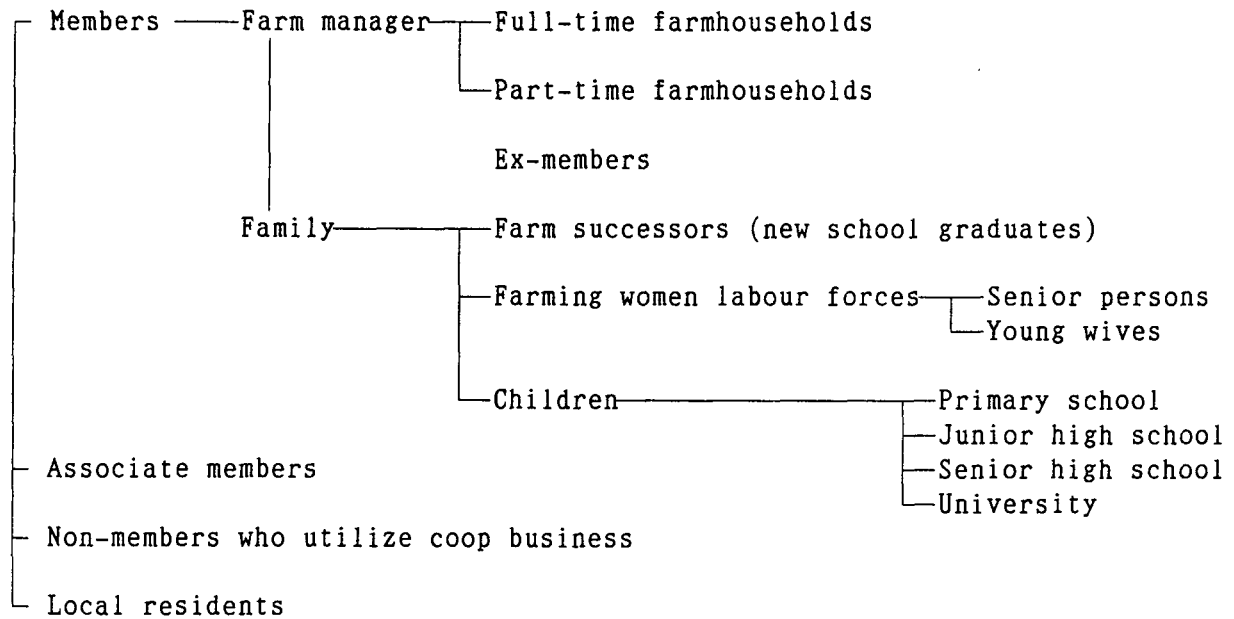 Members Farm manager Full-time farmhouseholds
Part-time farmhouseholds
Ex-members
Family Farm successors (new school graduates)
Farming women labour forces Senior persons
Young wives
Children Primary school
Junior high school
Associate members Senior high school
University
Non-members who utilize coop business
Local residents